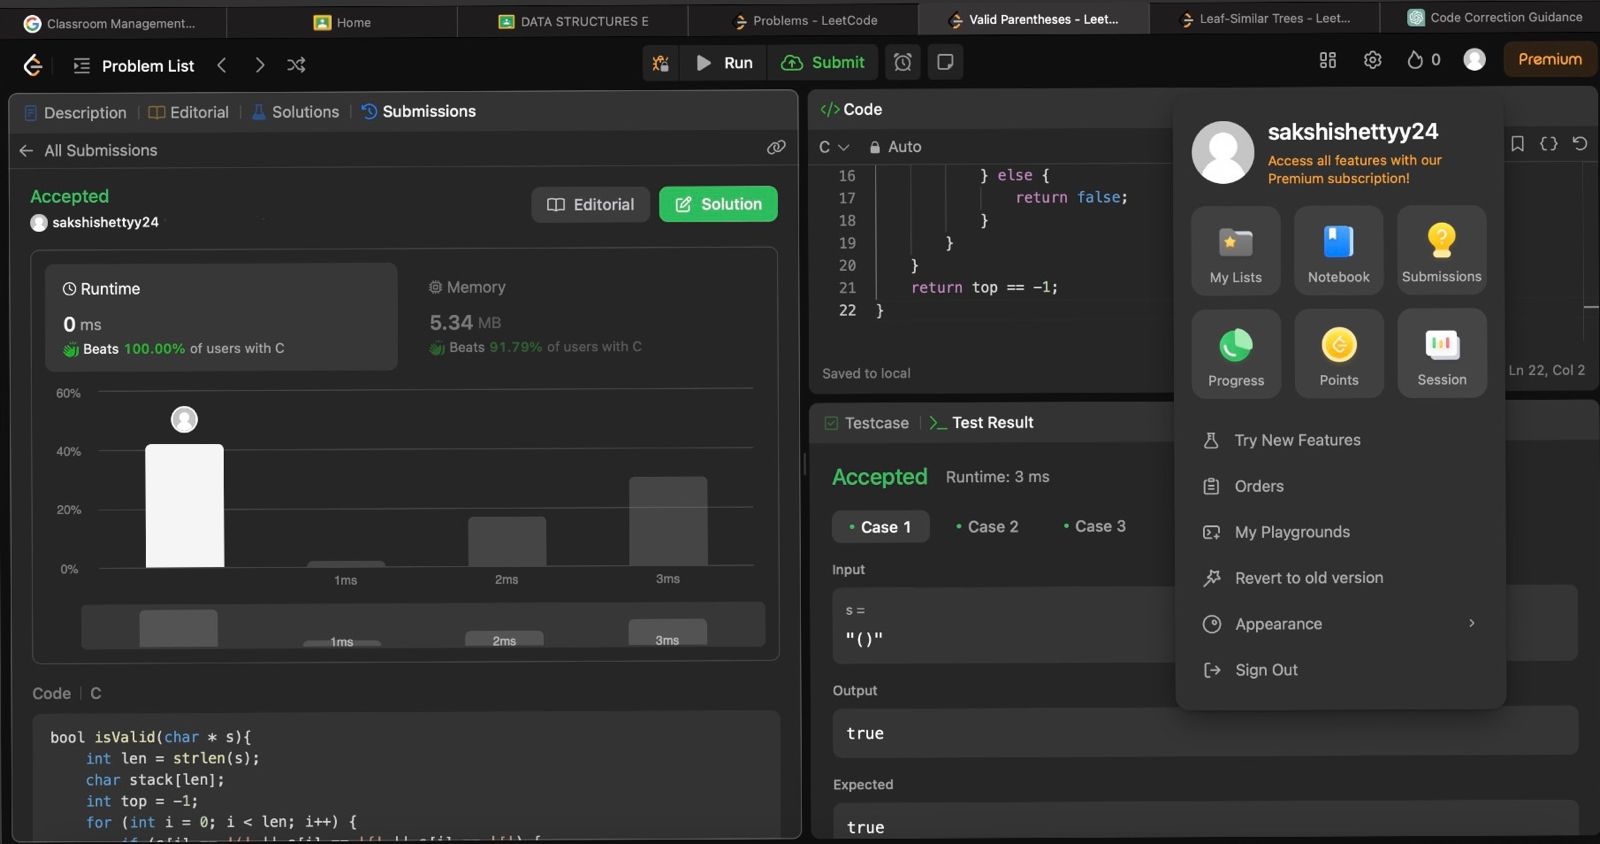 Classroom Management...
Home
DATA STRUCTURES E
Problems - LeetCode
Valid Parentheses - Leet...
Leaf-Similar Trees - Leet...
Code Correction Guidance
Problem List
Run
Submit
0
Premium
Description
Editorial
Solutions
Submissions
All Submissions
Accepted
sakshishettyy24
Editorial
Solution
Runtime
0 ms
Beats 100.00% of users with C
Memory
5.34 MB
Beats 91.79% of users with C
60%
40%
20%
0%
1ms
2ms
3ms
1ms
2ms
3ms
Code | C
bool isValid(char * s){
int len = strlen(s);
char stack[len];
int top = -1;
for (int i = 0; i < len; i++) {
</> Code
C
Auto
16 } else {
17 return false;
18 }
19 }
20 }
21 return top == -1;
22 }
Saved to local
Ln 22, Col 2
Testcase
>_ Test Result
Accepted
Runtime: 3 ms
• Case 1
• Case 2
• Case 3
Input
s =
"()"
Output
true
Expected
true
sakshishettyy24
Access all features with our
Premium subscription!
My Lists
Notebook
Submissions
Progress
Points
Session
Try New Features
Orders
My Playgrounds
Revert to old version
Appearance
Sign Out